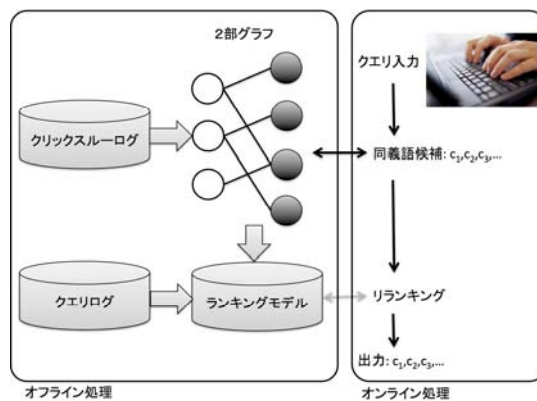 2部グラフ
クリックスルーログ
クエリログ
ランキングモデル
オフライン処理
クエリ入力
同義語候補: c₁,c₂,c₃,…
リランキング
出力: c₁,c₂,c₃,…
オンライン処理